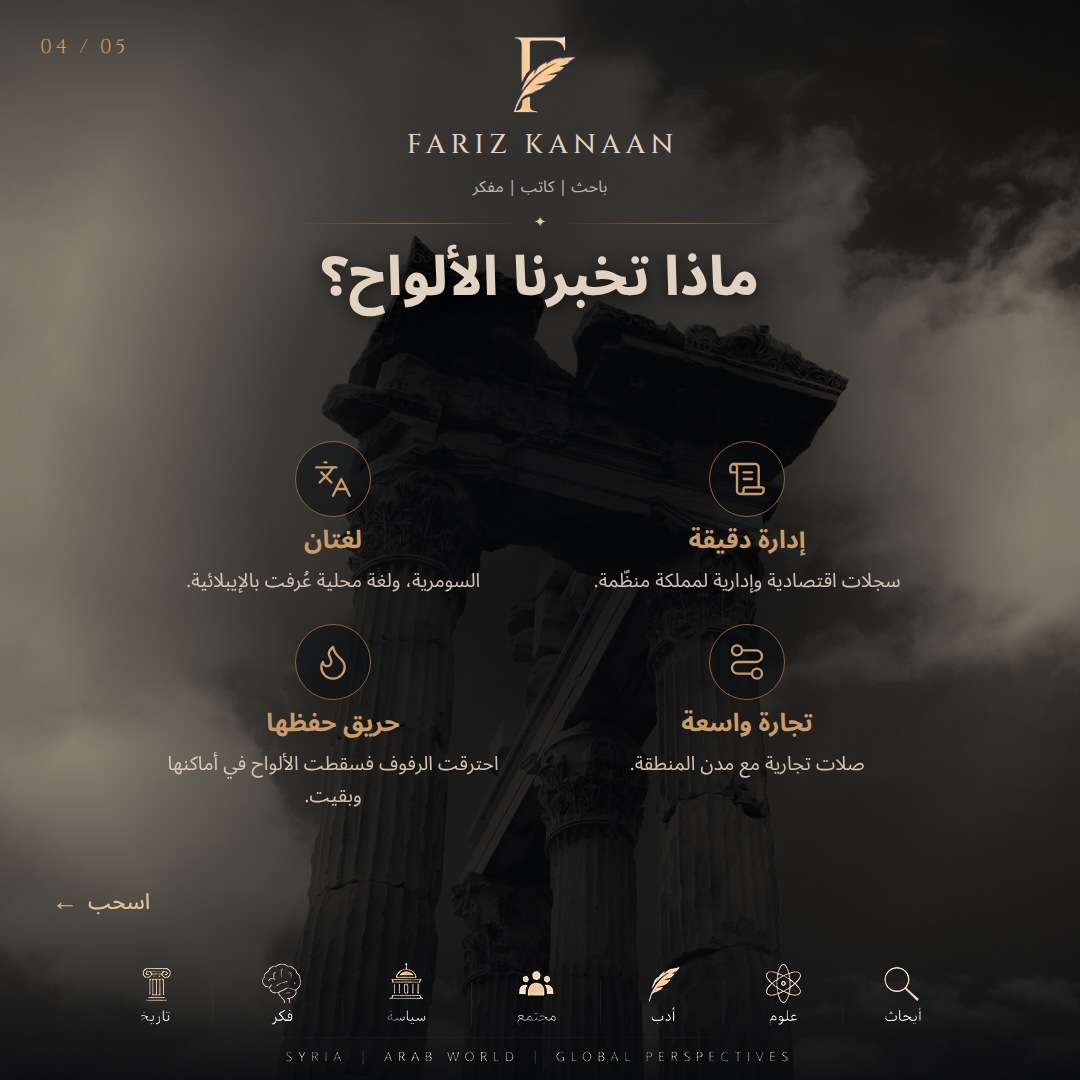 04 / 05
FARIZ KANAAN
باحث | كاتب | مفكر
ماذا تخبرنا الألواح؟
إدارة دقيقة
سجلات اقتصادية وإدارية لمملكة منظّمة.
لغتان
السومرية، ولغة محلية عُرفت بالإيبلائية.
تجارة واسعة
صلات تجارية مع مدن المنطقة.
حريق حفظها
احترقت الرفوف فسقطت الألواح في أماكنها
وبقيت.
اسحب ←
أبحاث
علوم
أدب
مجتمع
سياسة
فكر
تاريخ
SYRIA | ARAB WORLD | GLOBAL PERSPECTIVES